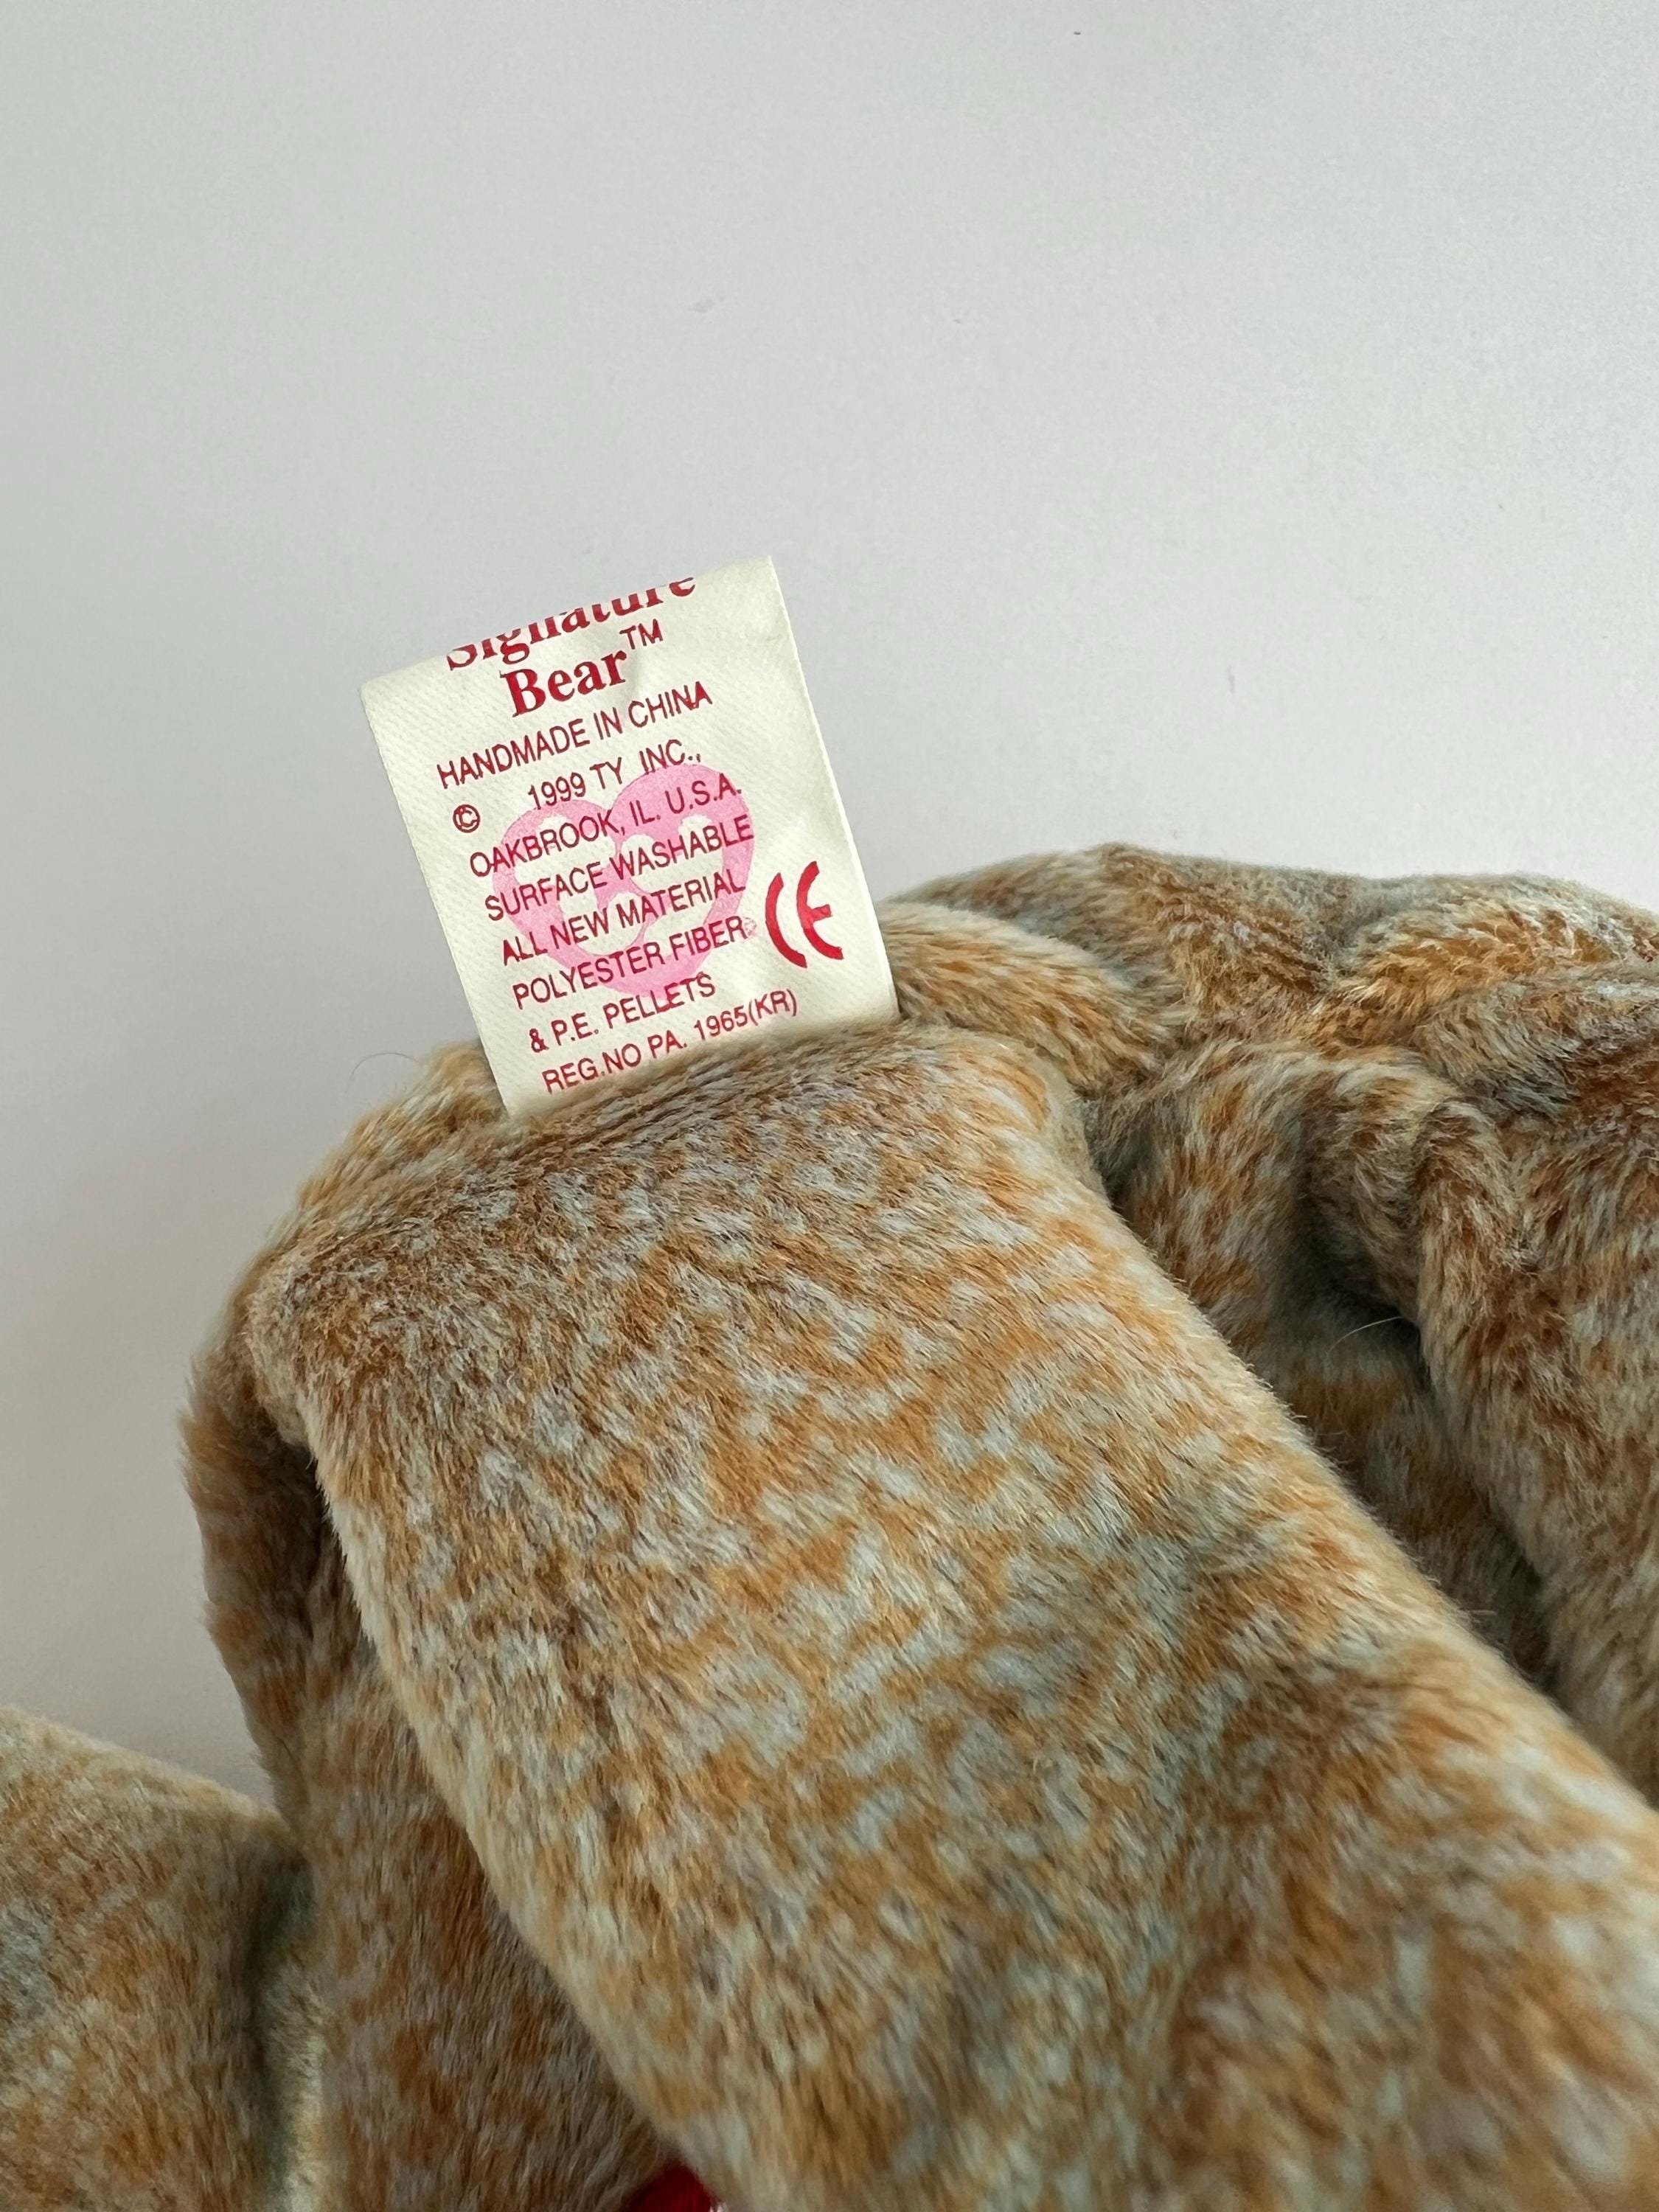 Signature
Bear™
HANDMADE IN CHINA
© 1999 TY INC.,
OAKBROOK, IL. U.S.A.
SURFACE WASHABLE
ALL NEW MATERIAL
POLYESTER FIBER ®
& P.E. PELLETS CE
REG.NO PA. 1965(KR)